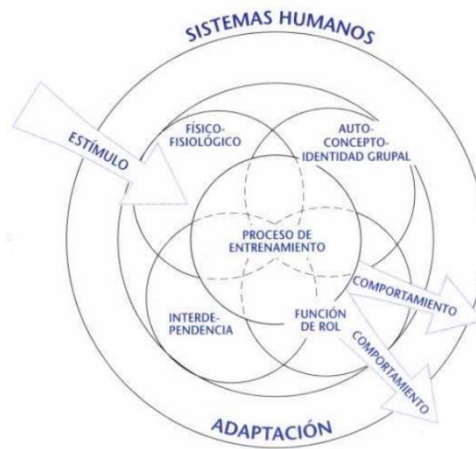 SISTEMAS HUMANOS
ESTÍMULO
FÍSICO-
FISIOLÓGICO
AUTO-
CONCEPTO-
IDENTIDAD GRUPAL
PROCESO DE
ENTRENAMIENTO
INTERDE-
PENDENCIA
FUNCIÓN
DE ROL
COMPORTAMIENTO
COMPORTAMIENTO
ADAPTACIÓN